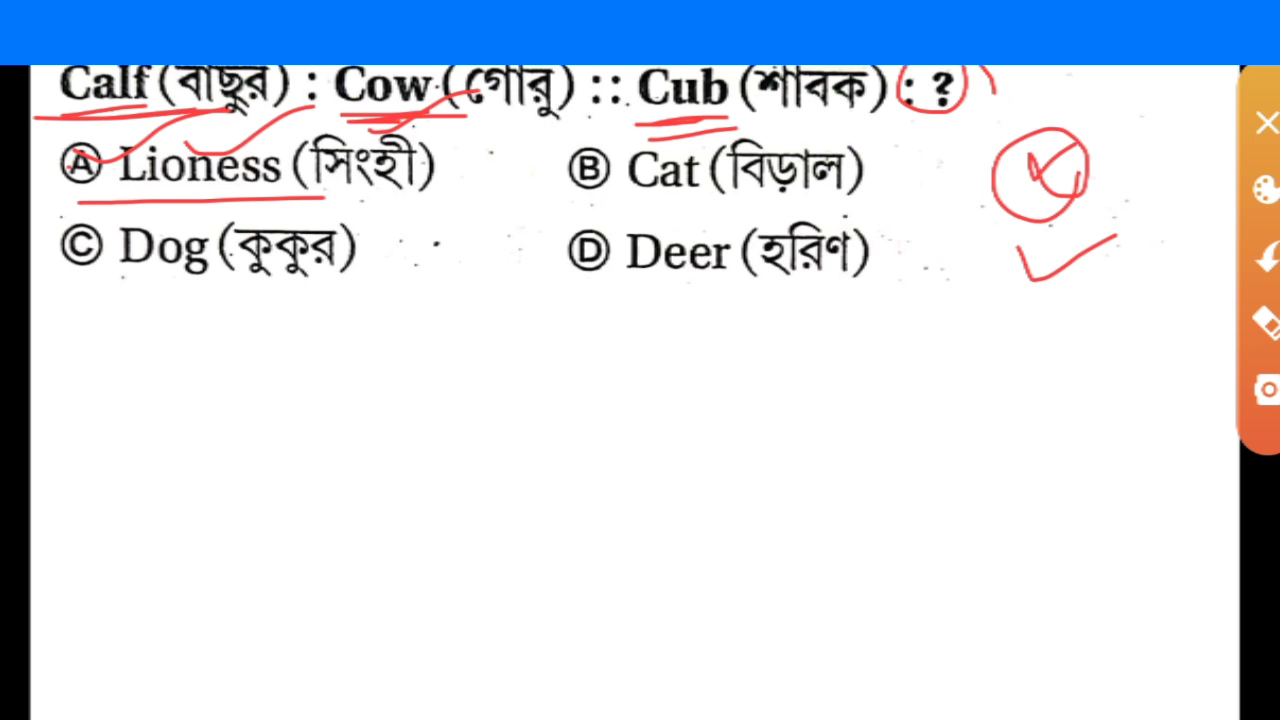 Calf (বাছুর) : Cow (গোরু) :: Cub (শাবক) : ?
Ⓐ Lioness (সিংহী) Ⓑ Cat (বিড়াল)
Ⓒ Dog (কুকুর) Ⓓ Deer (হরিণ)